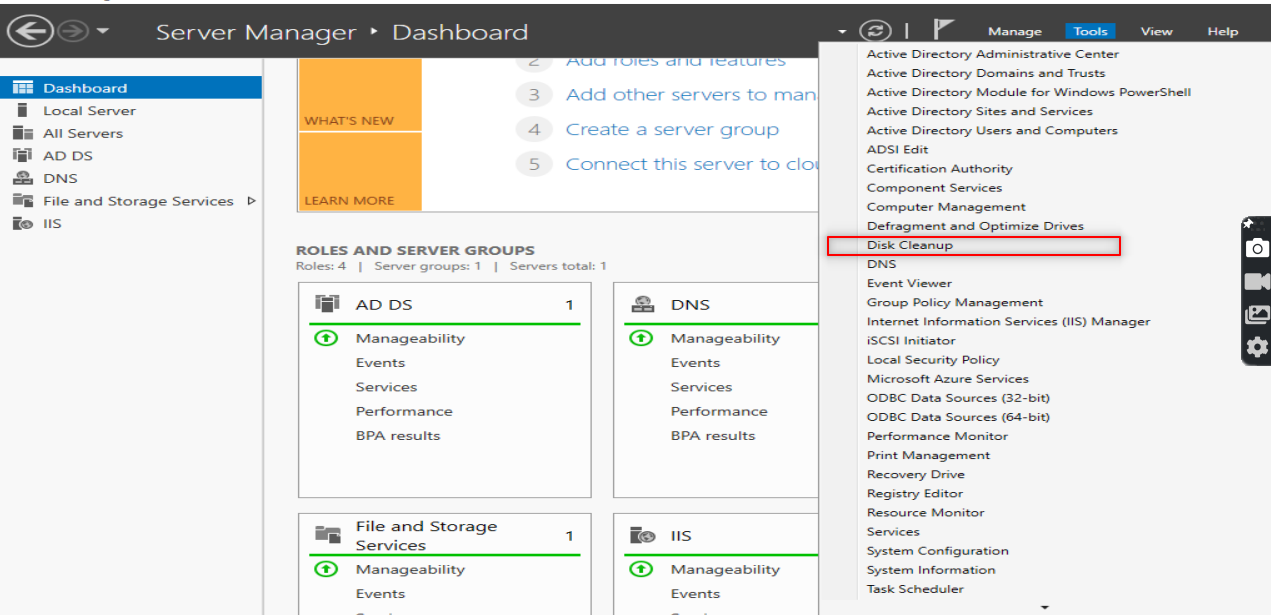 Server Manager ‣ Dashboard
Manage Tools View Help
Dashboard
Local Server
All Servers
AD DS
DNS
File and Storage Services
IIS
WHAT'S NEW
LEARN MORE
2 Add roles and features
3 Add other servers to man
4 Create a server group
5 Connect this server to clou
ROLES AND SERVER GROUPS
Roles: 4 | Server groups: 1 | Servers total: 1
AD DS 1
Manageability
Events
Services
Performance
BPA results
DNS
Manageability
Events
Services
Performance
BPA results
File and Storage
Services 1
Manageability
Events
IIS
Manageability
Events
Active Directory Administrative Center
Active Directory Domains and Trusts
Active Directory Module for Windows PowerShell
Active Directory Sites and Services
Active Directory Users and Computers
ADSI Edit
Certification Authority
Component Services
Computer Management
Defragment and Optimize Drives
Disk Cleanup
DNS
Event Viewer
Group Policy Management
Internet Information Services (IIS) Manager
iSCSI Initiator
Local Security Policy
Microsoft Azure Services
ODBC Data Sources (32-bit)
ODBC Data Sources (64-bit)
Performance Monitor
Print Management
Recovery Drive
Registry Editor
Resource Monitor
Services
System Configuration
System Information
Task Scheduler